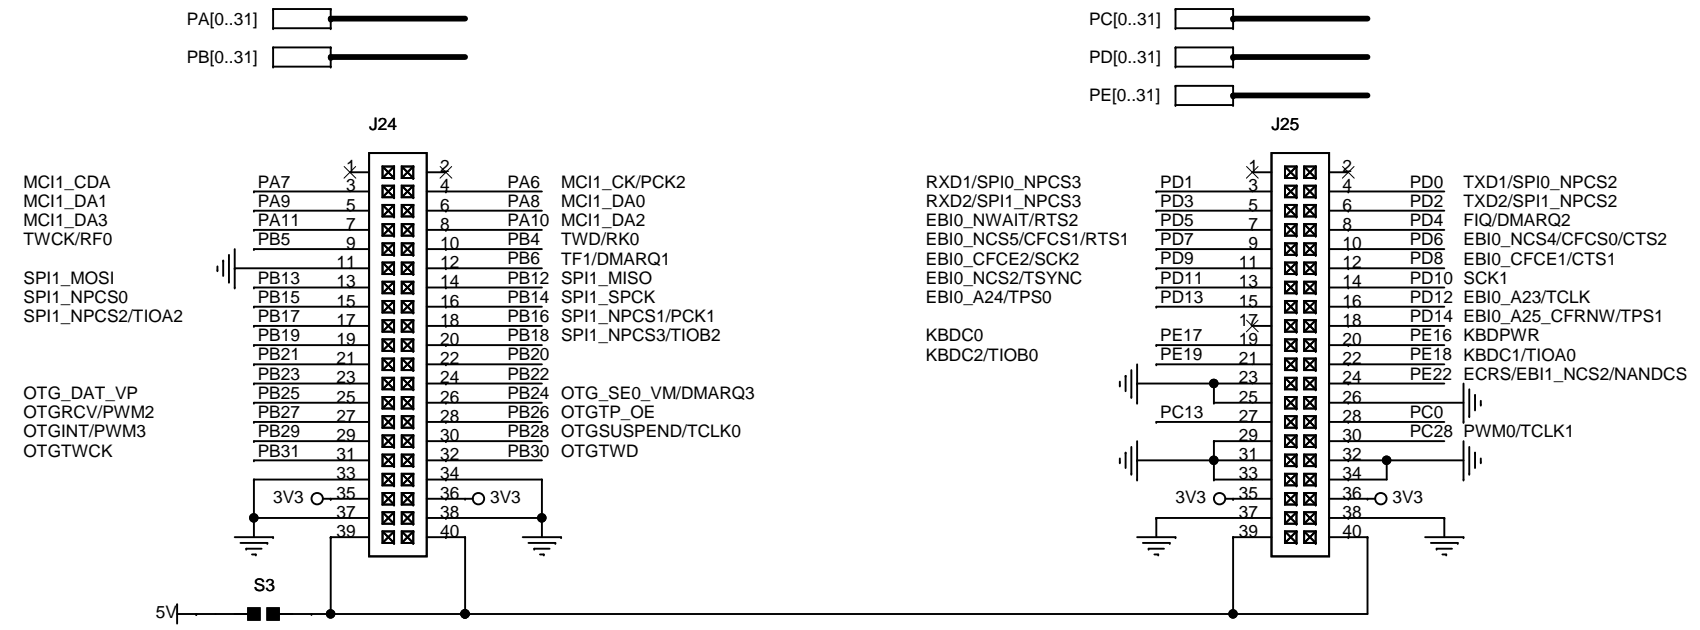 PA[0..31]
PB[0..31]
PC[0..31]
PD[0..31]
PE[0..31]
J24
1 2
MCI1_CDA PA7 3 4 PA6 MCI1_CK/PCK2
MCI1_DA1 PA9 5 6 PA8 MCI1_DA0
MCI1_DA3 PA11 7 8 PA10 MCI1_DA2
TWCK/RF0 PB5 9 10 PB4 TWD/RK0
11 12 PB6 TF1/DMARQ1
SPI1_MOSI PB13 13 14 PB12 SPI1_MISO
SPI1_NPCS0 PB15 15 16 PB14 SPI1_SPCK
SPI1_NPCS2/TIOA2 PB17 17 18 PB16 SPI1_NPCS1/PCK1
PB19 19 20 PB18 SPI1_NPCS3/TIOB2
PB21 21 22 PB20
PB23 23 24 PB22
OTG_DAT_VP PB25 25 26 PB24 OTG_SE0_VM/DMARQ3
OTGRCV/PWM2 PB27 27 28 PB26 OTGTP_OE
OTGINT/PWM3 PB29 29 30 PB28 OTGSUSPEND/TCLK0
OTGTWCK PB31 31 32 PB30 OTGTWD
33 34
3V3 35 36 3V3
37 38
39 40
J25
1 2
RXD1/SPI0_NPCS3 PD1 3 4 PD0 TXD1/SPI0_NPCS2
RXD2/SPI1_NPCS3 PD3 5 6 PD2 TXD2/SPI1_NPCS2
EBI0_NWAIT/RTS2 PD5 7 8 PD4 FIQ/DMARQ2
EBI0_NCS5/CFCS1/RTS1 PD7 9 10 PD6 EBI0_NCS4/CFCS0/CTS2
EBI0_CFCE2/SCK2 PD9 11 12 PD8 EBI0_CFCE1/CTS1
EBI0_NCS2/TSYNC PD11 13 14 PD10 SCK1
EBI0_A24/TPS0 PD13 15 16 PD12 EBI0_A23/TCLK
17 18 PD14 EBI0_A25_CFRNW/TPS1
KBDC0 PE17 19 20 PE16 KBDPWR
KBDC2/TIOB0 PE19 21 22 PE18 KBDC1/TIOA0
23 24 PE22 ECRS/EBI1_NCS2/NANDCS
25 26
PC13 27 28 PC0
29 30 PC28 PWM0/TCLK1
31 32
33 34
3V3 35 36 3V3
37 38
39 40
S3
5V